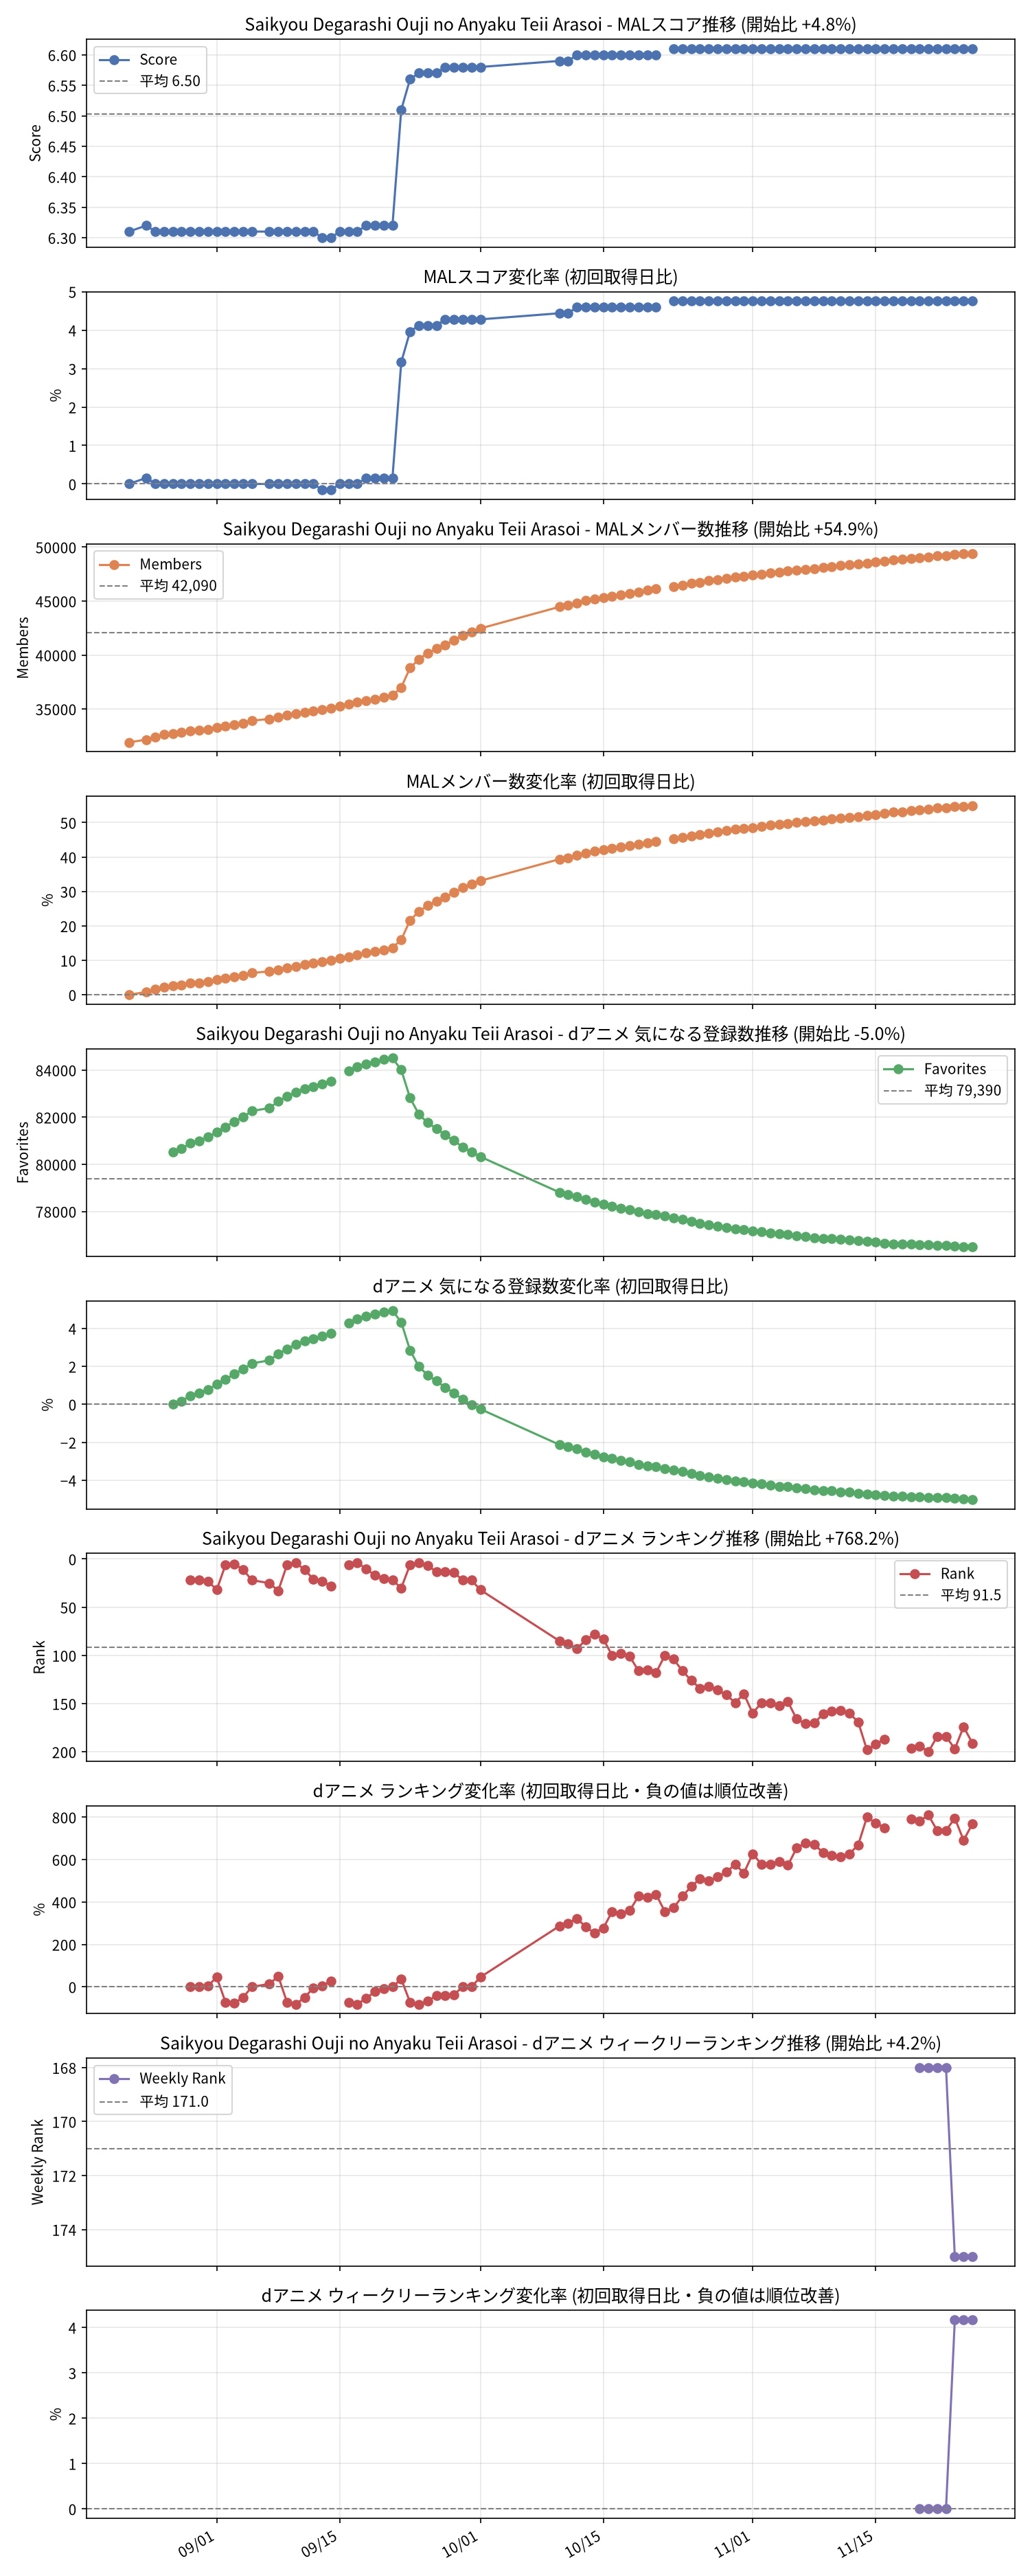 Saikyou Degarashi Ouji no Anyaku Teii Arasoi - MALスコア推移 (開始比 +4.8%)
Score
平均 6.50
Score
6.60
6.55
6.50
6.45
6.40
6.35
6.30
MALスコア変化率 (初回取得日比)
%
5
4
3
2
1
0
Saikyou Degarashi Ouji no Anyaku Teii Arasoi - MALメンバー数推移 (開始比 +54.9%)
Members
平均 42,090
Members
50000
45000
40000
35000
MALメンバー数変化率 (初回取得日比)
%
50
40
30
20
10
0
Saikyou Degarashi Ouji no Anyaku Teii Arasoi - dアニメ 気になる登録数推移 (開始比 -5.0%)
Favorites
平均 79,390
Favorites
84000
82000
80000
78000
dアニメ 気になる登録数変化率 (初回取得日比)
%
4
2
0
−2
−4
Saikyou Degarashi Ouji no Anyaku Teii Arasoi - dアニメ ランキング推移 (開始比 +768.2%)
Rank
平均 91.5
Rank
0
50
100
150
200
dアニメ ランキング変化率 (初回取得日比・負の値は順位改善)
%
800
600
400
200
0
Saikyou Degarashi Ouji no Anyaku Teii Arasoi - dアニメ ウィークリーランキング推移 (開始比 +4.2%)
Weekly Rank
平均 171.0
Weekly Rank
168
170
172
174
dアニメ ウィークリーランキング変化率 (初回取得日比・負の値は順位改善)
%
4
3
2
1
0
09/01
09/15
10/01
10/15
11/01
11/15